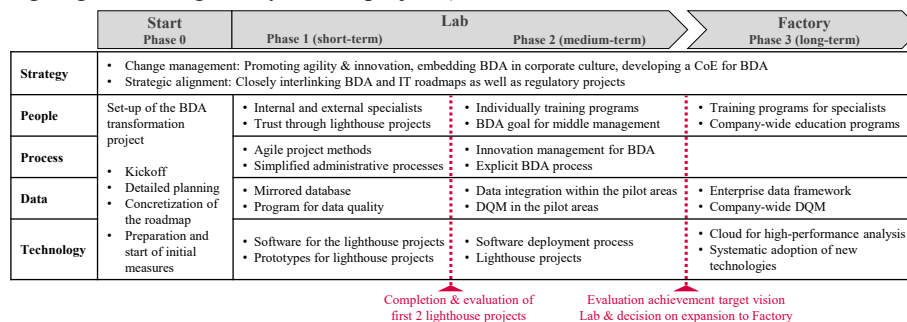 Start
Phase 0
Lab
Phase 1 (short-term)
Phase 2 (medium-term)
Factory
Phase 3 (long-term)
Strategy
• Change management: Promoting agility & innovation, embedding BDA in corporate culture, developing a CoE for BDA
• Strategic alignment: Closely interlinking BDA and IT roadmaps as well as regulatory projects
People
Process
Data
Technology
Set-up of the BDA
transformation
project
• Kickoff
• Detailed planning
• Concretization of
the roadmap
• Preparation and
start of initial
measures
• Internal and external specialists
• Trust through lighthouse projects
• Individually training programs
• BDA goal for middle management
• Training programs for specialists
• Company-wide education programs
• Agile project methods
• Simplified administrative processes
• Innovation management for BDA
• Explicit BDA process
• Mirrored database
• Program for data quality
• Data integration within the pilot areas
• DQM in the pilot areas
• Enterprise data framework
• Company-wide DQM
• Software for the lighthouse projects
• Prototypes for lighthouse projects
• Software deployment process
• Lighthouse projects
• Cloud for high-performance analysis
• Systematic adoption of new
technologies
Completion & evaluation of
first 2 lighthouse projects
Evaluation achievement target vision
Lab & decision on expansion to Factory